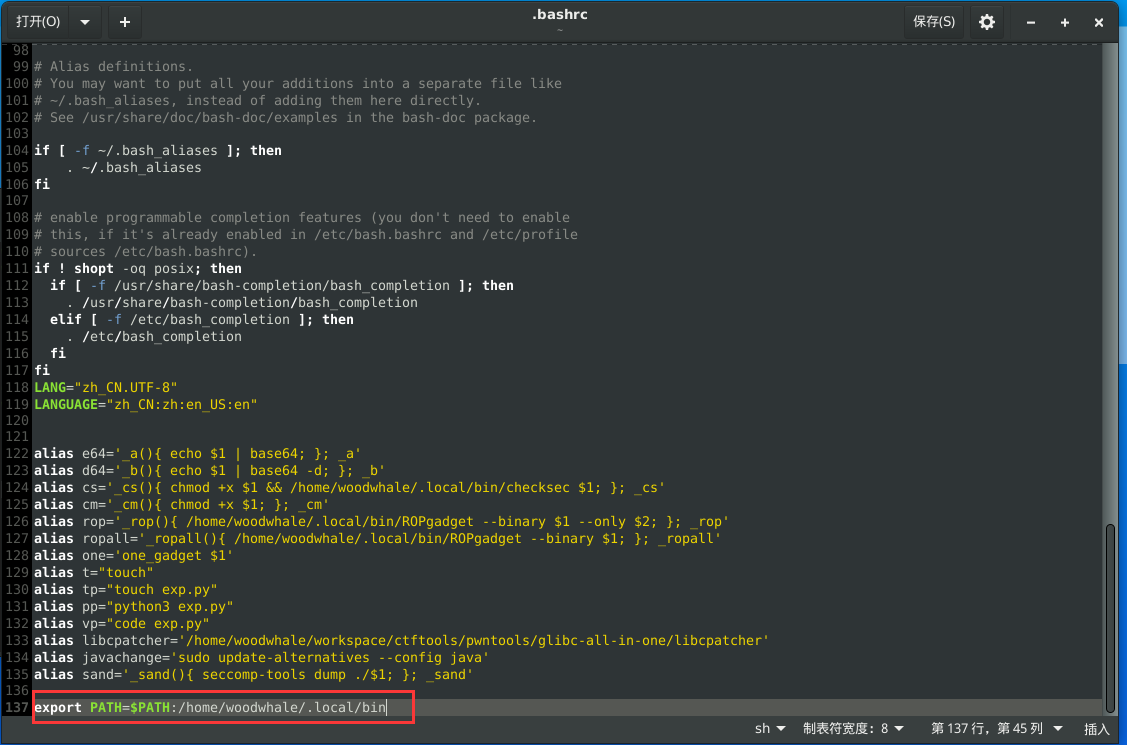 打开(O)
.bashrc
~
保存(S)
98
99 # Alias definitions.
100 # You may want to put all your additions into a separate file like
101 # ~/.bash_aliases, instead of adding them here directly.
102 # See /usr/share/doc/bash-doc/examples in the bash-doc package.
103
104 if [ -f ~/.bash_aliases ]; then
105     . ~/.bash_aliases
106 fi
107
108 # enable programmable completion features (you don't need to enable
109 # this, if it's already enabled in /etc/bash.bashrc and /etc/profile
110 # sources /etc/bash.bashrc).
111 if ! shopt -oq posix; then
112   if [ -f /usr/share/bash-completion/bash_completion ]; then
113     . /usr/share/bash-completion/bash_completion
114   elif [ -f /etc/bash_completion ]; then
115     . /etc/bash_completion
116   fi
117 fi
118 LANG="zh_CN.UTF-8"
119 LANGUAGE="zh_CN:zh:en_US:en"
120
121
122 alias e64='_a(){ echo $1 | base64; }; _a'
123 alias d64='_b(){ echo $1 | base64 -d; }; _b'
124 alias cs='_cs(){ chmod +x $1 && /home/woodwhale/.local/bin/checksec $1; }; _cs'
125 alias cm='_cm(){ chmod +x $1; }; _cm'
126 alias rop='_rop(){ /home/woodwhale/.local/bin/ROPgadget --binary $1 --only $2; }; _rop'
127 alias ropall='_ropall(){ /home/woodwhale/.local/bin/ROPgadget --binary $1; }; _ropall'
128 alias one='one_gadget $1'
129 alias t="touch"
130 alias tp="touch exp.py"
131 alias pp="python3 exp.py"
132 alias vp="code exp.py"
133 alias libcpatcher='/home/woodwhale/workspace/ctftools/pwntools/glibc-all-in-one/libcpatcher'
134 alias javachange='sudo update-alternatives --config java'
135 alias sand='_sand(){ seccomp-tools dump ./$1; }; _sand'
136
137 export PATH=$PATH:/home/woodwhale/.local/bin
sh 制表符宽度：8 第 137 行，第 45 列 插入